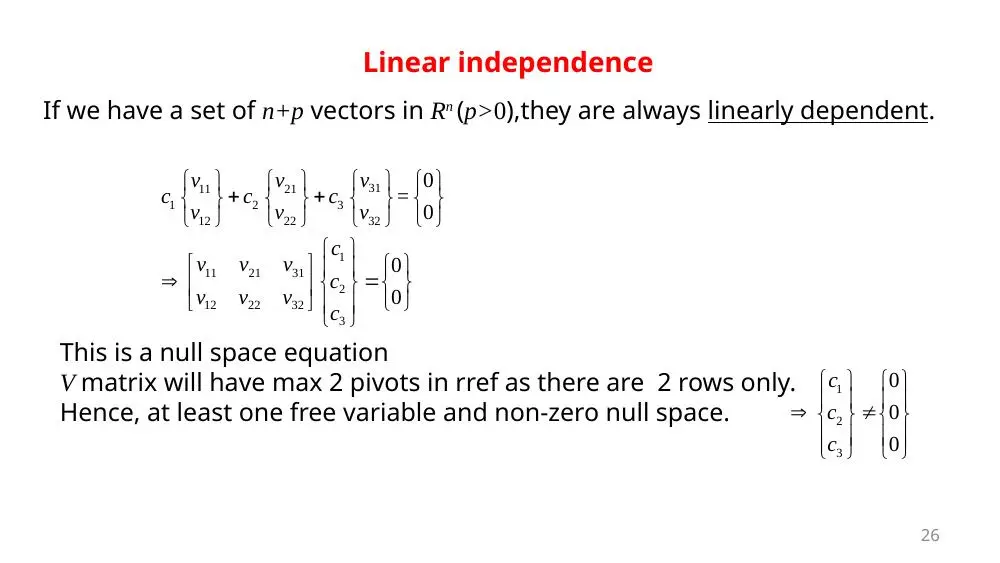 Linear independence
If we have a set of n+p vectors in Rⁿ (p>0),they are always linearly dependent.
c₁ {v₁₁ v₁₂} + c₂ {v₂₁ v₂₂} + c₃ {v₃₁ v₃₂} = {0 0}
⇒ [v₁₁ v₂₁ v₃₁ v₁₂ v₂₂ v₃₂] {c₁ c₂ c₃} = {0 0}
This is a null space equation
V matrix will have max 2 pivots in rref as there are 2 rows only.
Hence, at least one free variable and non-zero null space.
⇒ {c₁ c₂ c₃} ≠ {0 0 0}
26